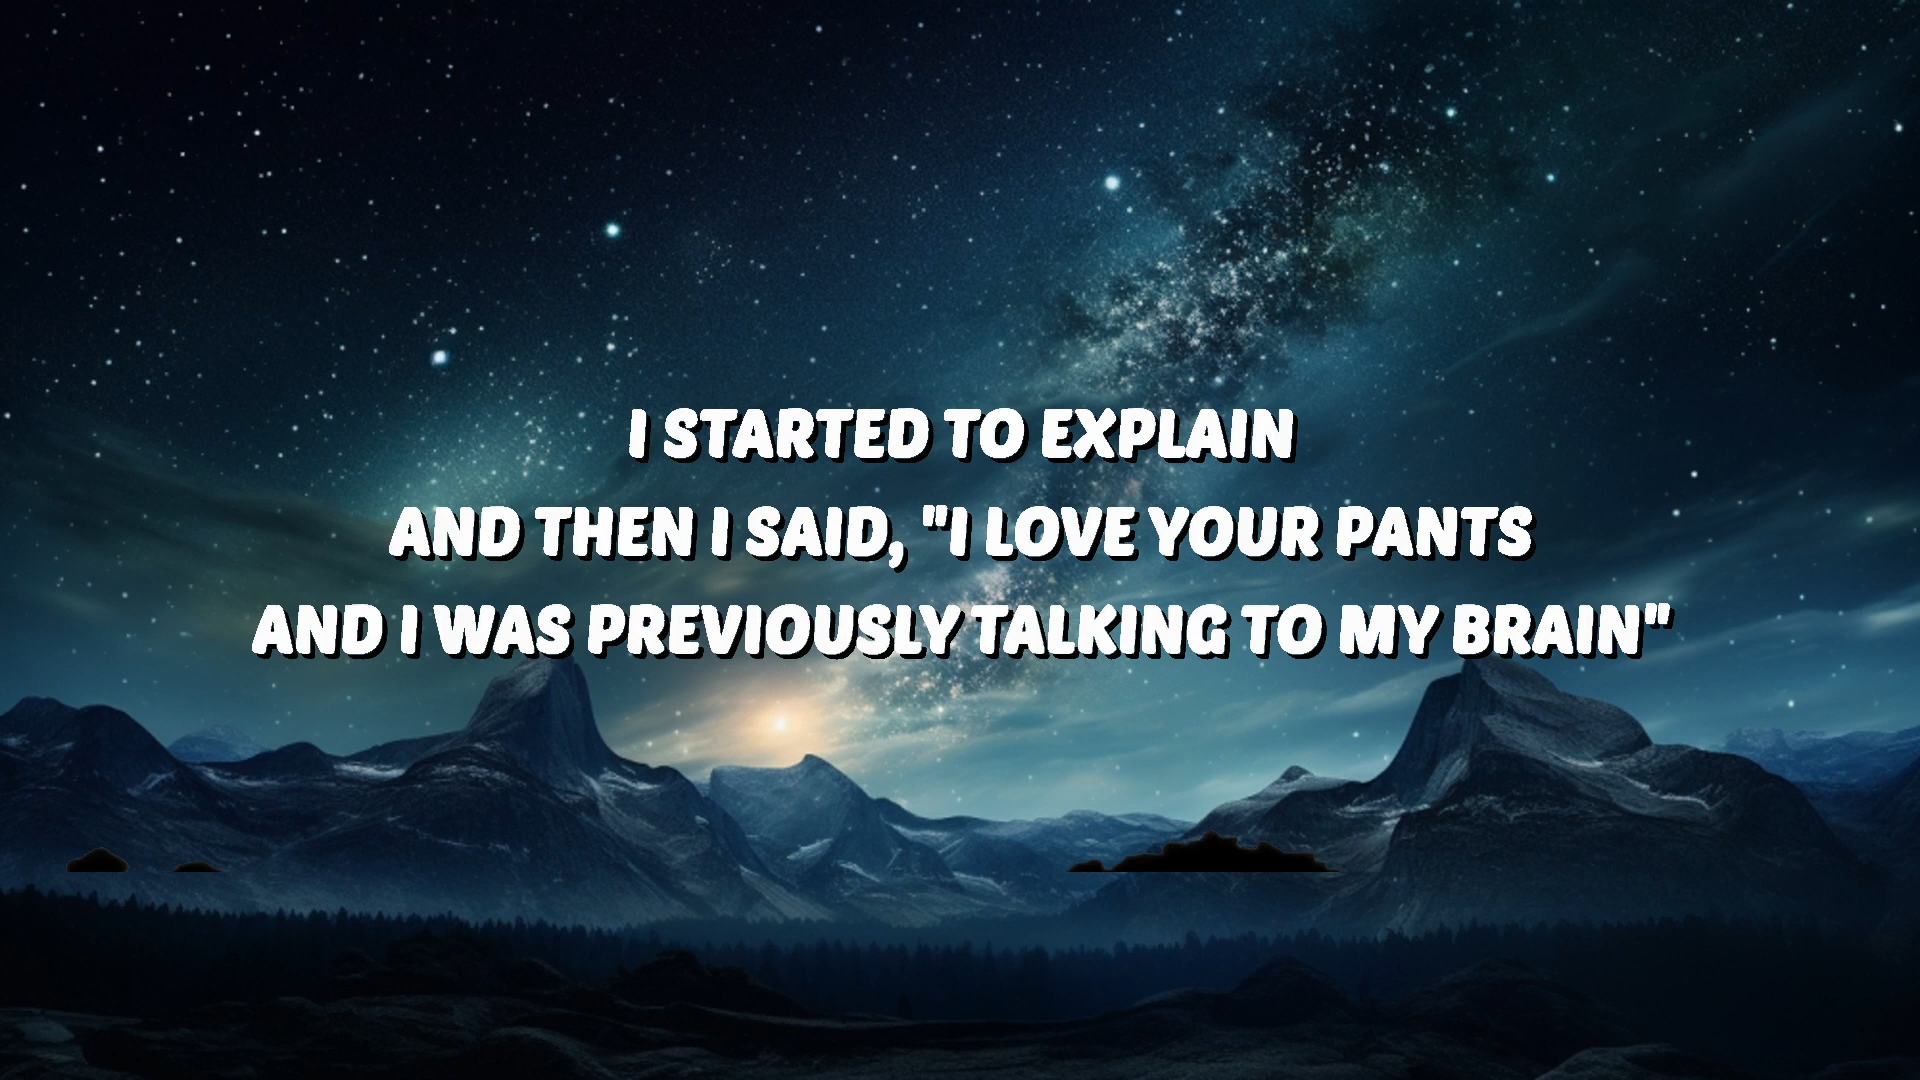 I STARTED TO EXPLAIN
AND THEN I SAID, "I LOVE YOUR PANTS
AND I WAS PREVIOUSLY TALKING TO MY BRAIN"